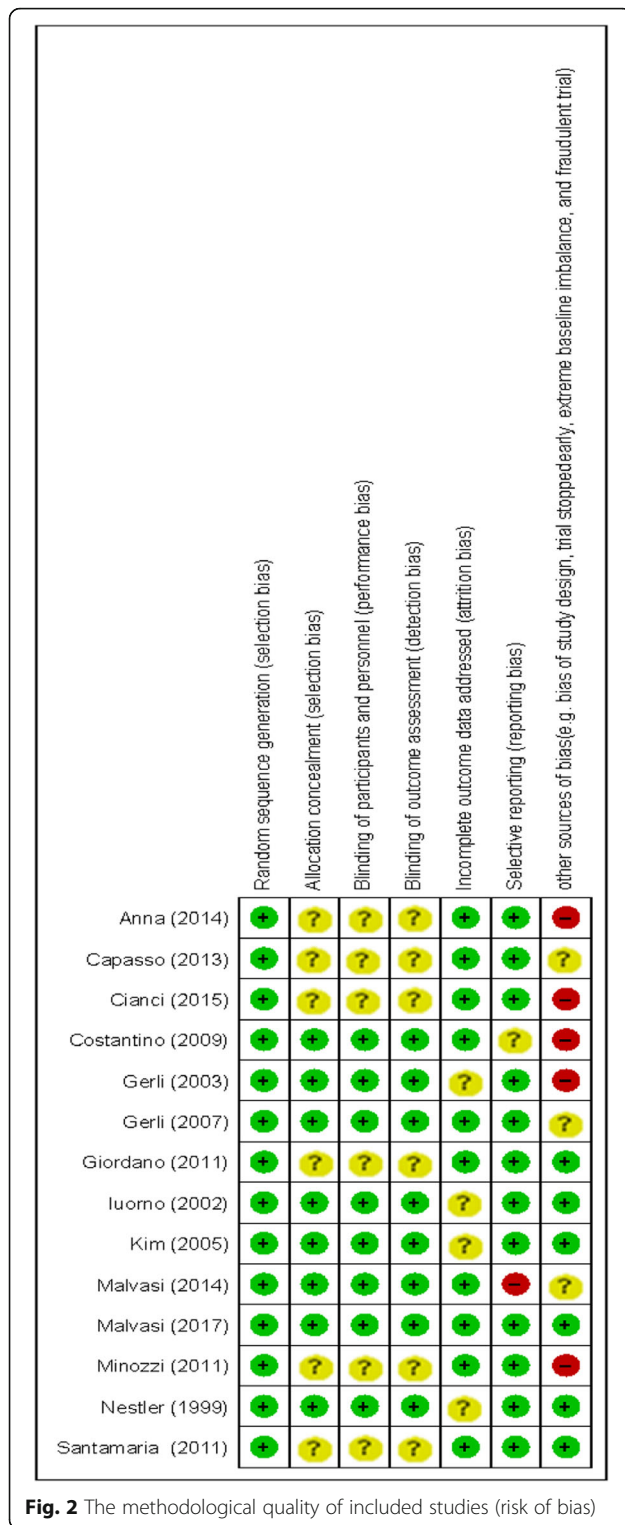 Random sequence generation (selection bias)
Allocation concealment (selection bias)
Blinding of participants and personnel (performance bias)
Blinding of outcome assessment (detection bias)
Incomplete outcome data addressed (attrition bias)
Selective reporting (reporting bias)
other sources of bias(e.g. bias of study design, trial stoppedearly, extreme baseline imbalance, and fraudulent trial)
Anna (2014) + ? ? ? + + −
Capasso (2013) + ? ? ? + + ?
Cianci (2015) + ? ? ? + + −
Costantino (2009) + + + + + ? −
Gerli (2003) + + + + ? + −
Gerli (2007) + + + + + + ?
Giordano (2011) + ? ? ? + + +
Iuorno (2002) + + + + ? + +
Kim (2005) + + + + ? + +
Malvasi (2014) + + + + + − ?
Malvasi (2017) + + + + + + +
Minozzi (2011) + ? ? ? + + −
Nestler (1999) + + + + ? + +
Santamaria (2011) + ? ? ? + + +
Fig. 2 The methodological quality of included studies (risk of bias)